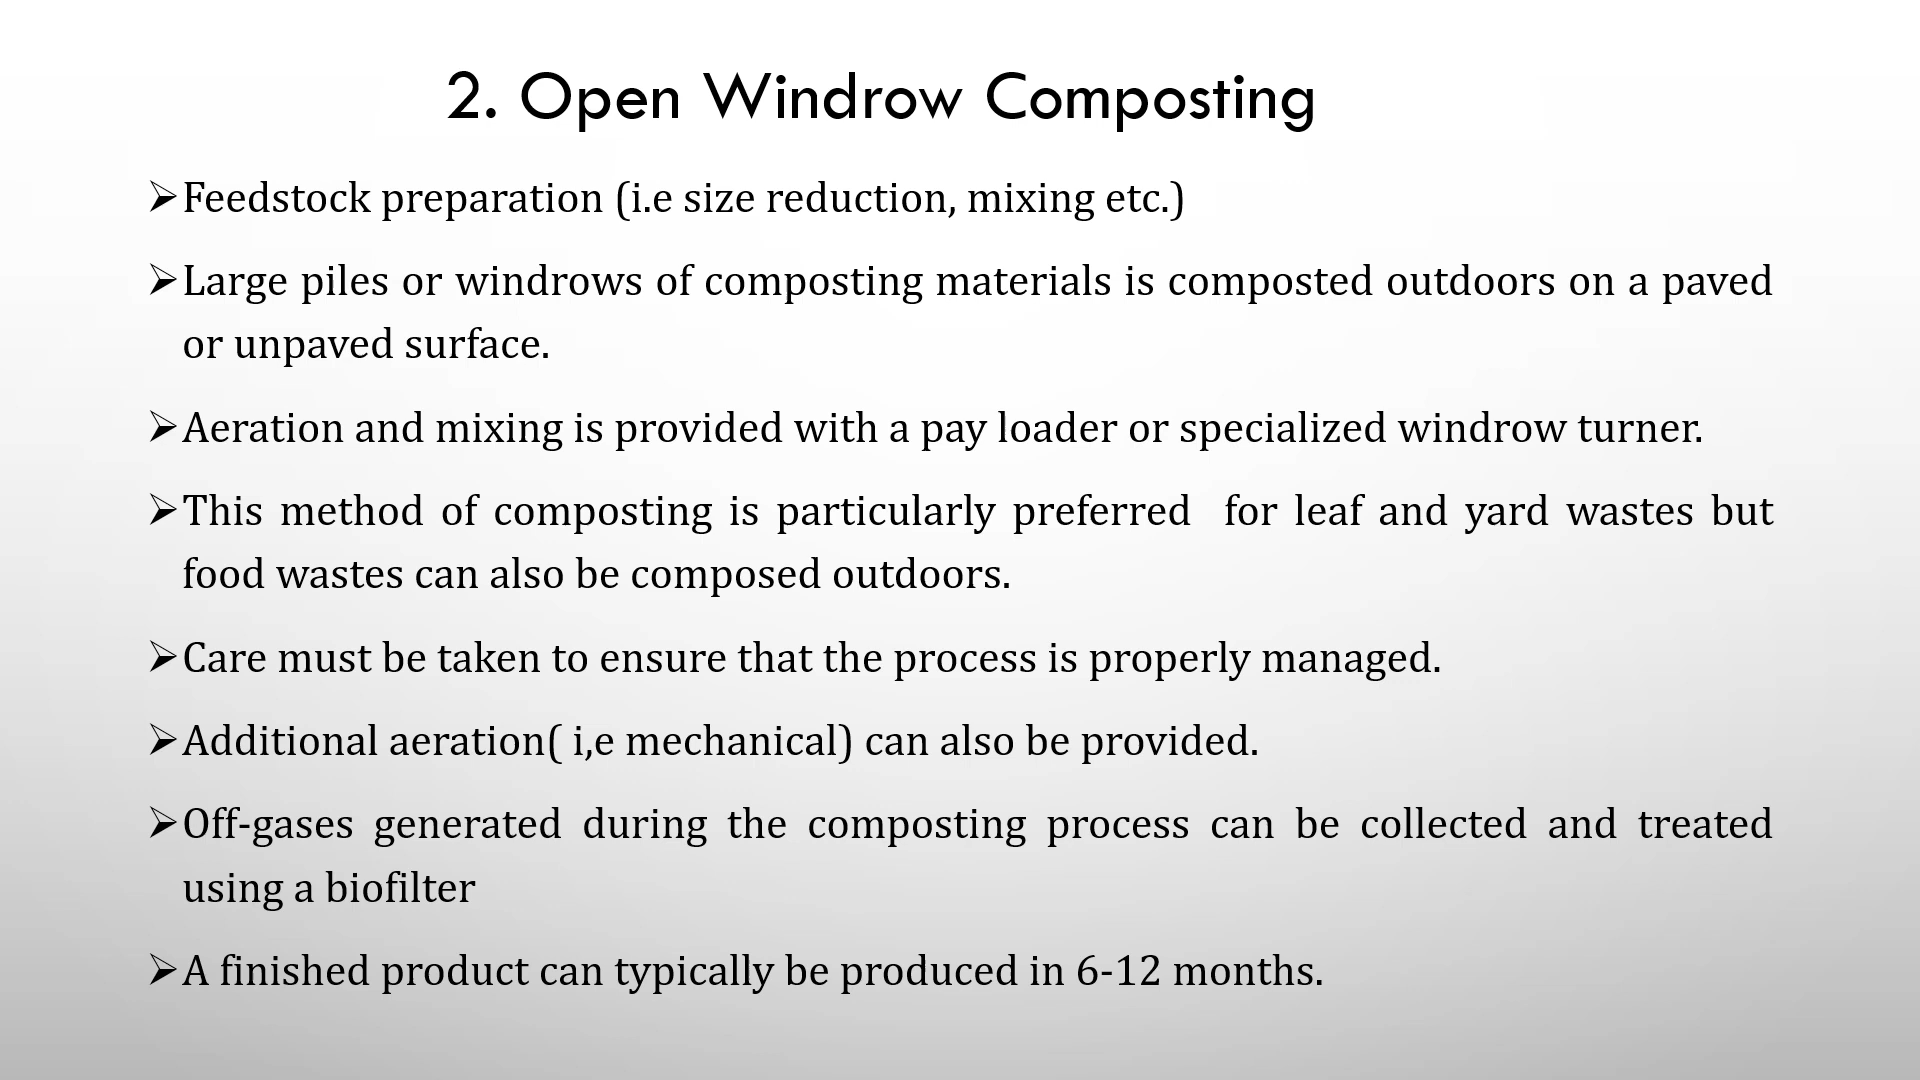 2. Open Windrow Composting
➢Feedstock preparation (i.e size reduction, mixing etc.)
➢Large piles or windrows of composting materials is composted outdoors on a paved
or unpaved surface.
➢Aeration and mixing is provided with a pay loader or specialized windrow turner.
➢This method of composting is particularly preferred  for leaf and yard wastes but
food wastes can also be composed outdoors.
➢Care must be taken to ensure that the process is properly managed.
➢Additional aeration( i,e mechanical) can also be provided.
➢Off-gases generated during the composting process can be collected and treated
using a biofilter
➢A finished product can typically be produced in 6-12 months.